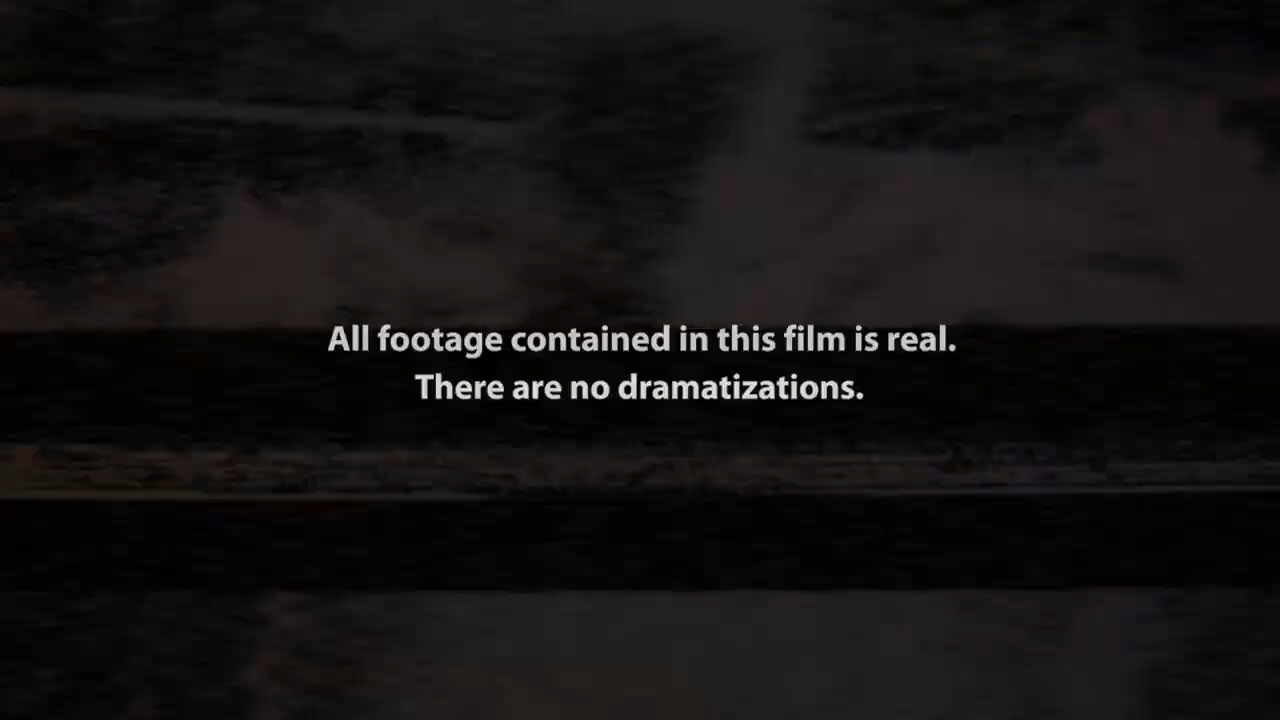 All footage contained in this film is real.
There are no dramatizations.